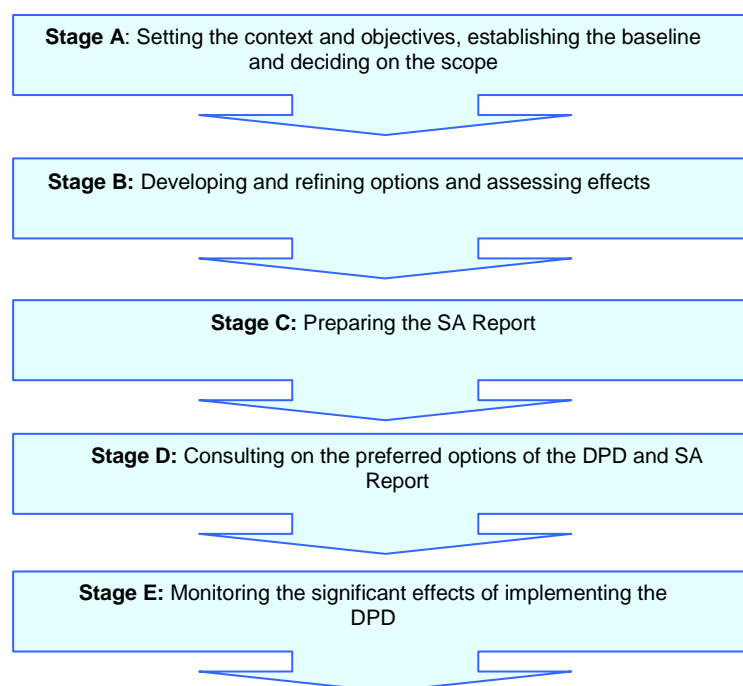 Stage A: Setting the context and objectives, establishing the baseline
and deciding on the scope
Stage B: Developing and refining options and assessing effects
Stage C: Preparing the SA Report
Stage D: Consulting on the preferred options of the DPD and SA
Report
Stage E: Monitoring the significant effects of implementing the
DPD